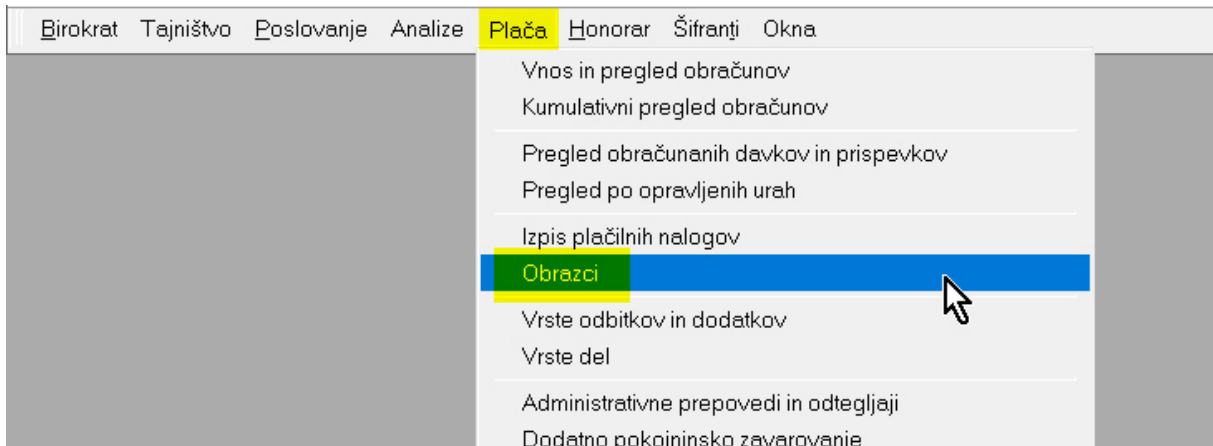 Birokrat Tajništvo Poslovanje Analize Plača Honorar Šifranti Okna
Vnos in pregled obračunov
Kumulativni pregled obračunov
Pregled obračunanih davkov in prispevkov
Pregled po opravljenih urah
Izpis plačilnih nalogov
Obrazci
Vrste odbitkov in dodatkov
Vrste del
Administrativne prepovedi in odtegljaji
Dodatno pokojninsko zavarovanje